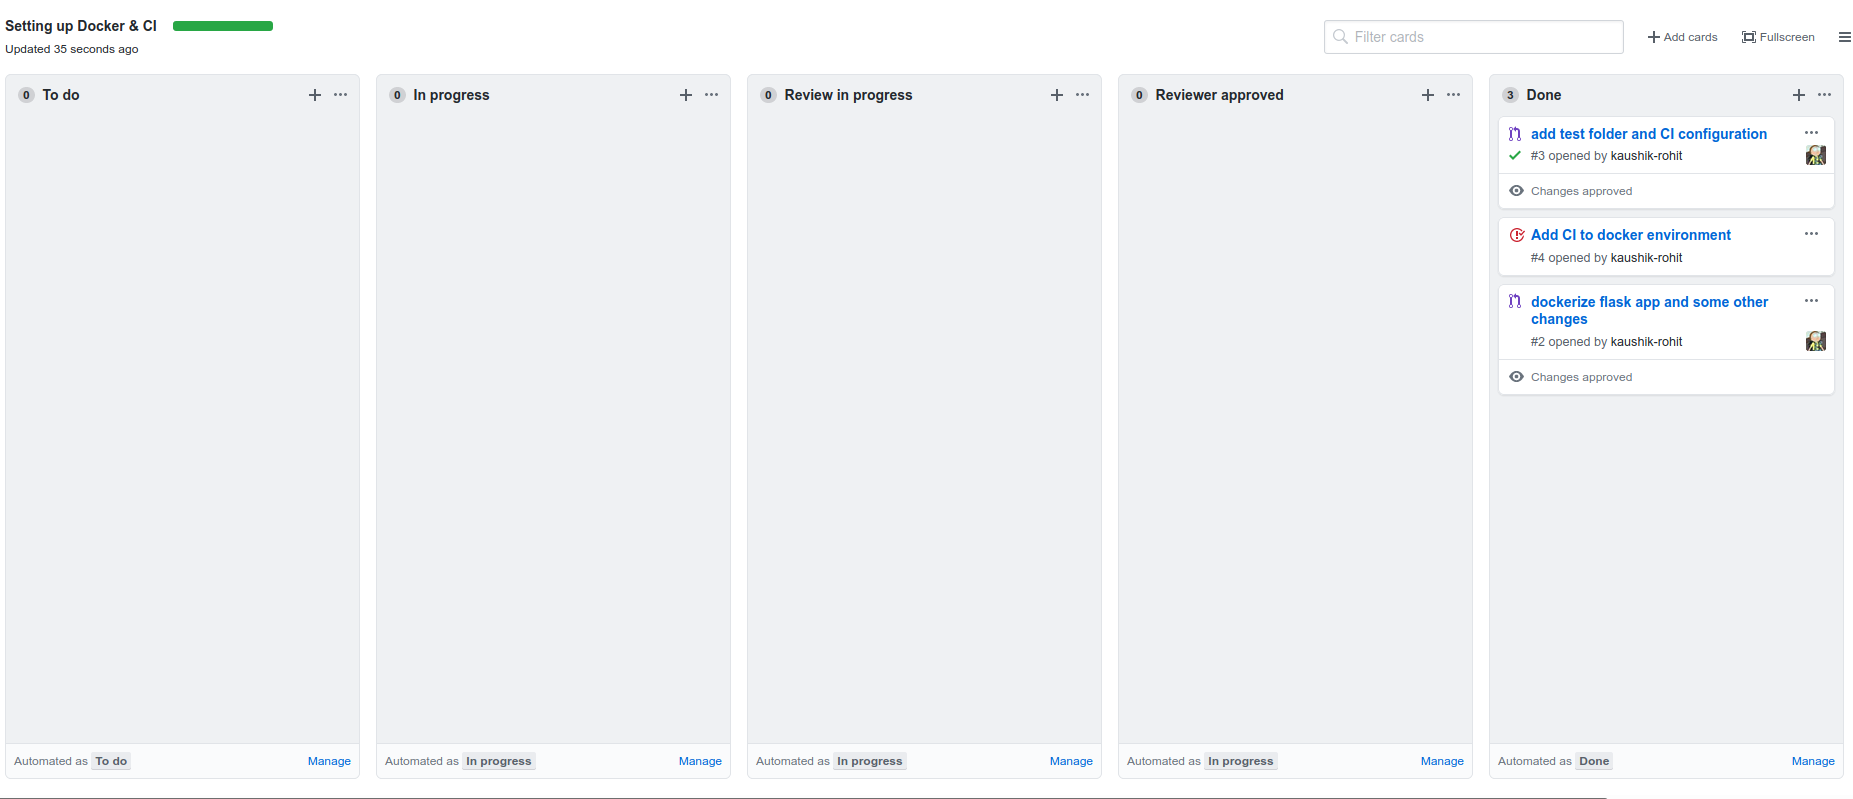 Setting up Docker & CI
Updated 35 seconds ago
Filter cards
Add cards
Fullscreen
0 To do
0 In progress
0 Review in progress
0 Reviewer approved
3 Done
add test folder and CI configuration
#3 opened by kaushik-rohit
Changes approved
Add CI to docker environment
#4 opened by kaushik-rohit
dockerize flask app and some other
changes
#2 opened by kaushik-rohit
Changes approved
Automated as To do Manage
Automated as In progress Manage
Automated as In progress Manage
Automated as In progress Manage
Automated as Done Manage